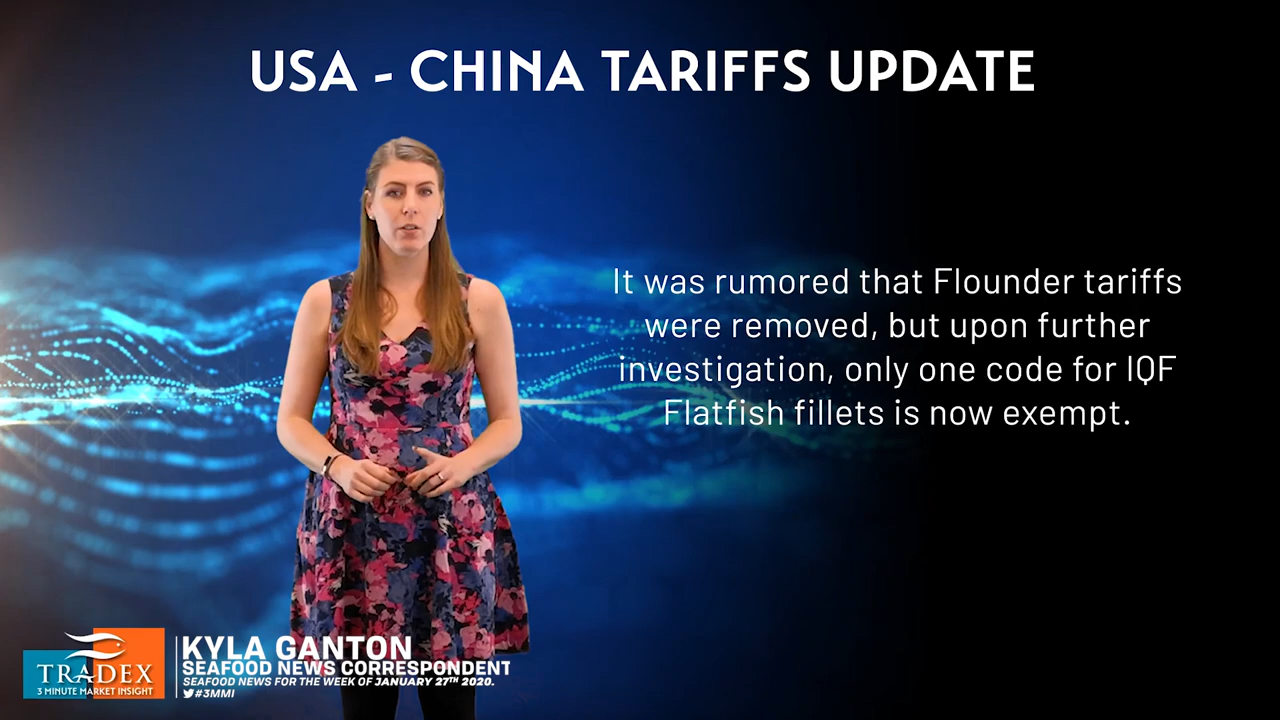 USA - CHINA TARIFFS UPDATE
It was rumored that Flounder tariffs
were removed, but upon further
investigation, only one code for IQF
Flatfish fillets is now exempt.
TRADEX
3 MINUTE MARKET INSIGHT
KYLA GANTON
SEAFOOD NEWS CORRESPONDENT
SEAFOOD NEWS FOR THE WEEK OF JANUARY 27TH 2020.
#3MMI